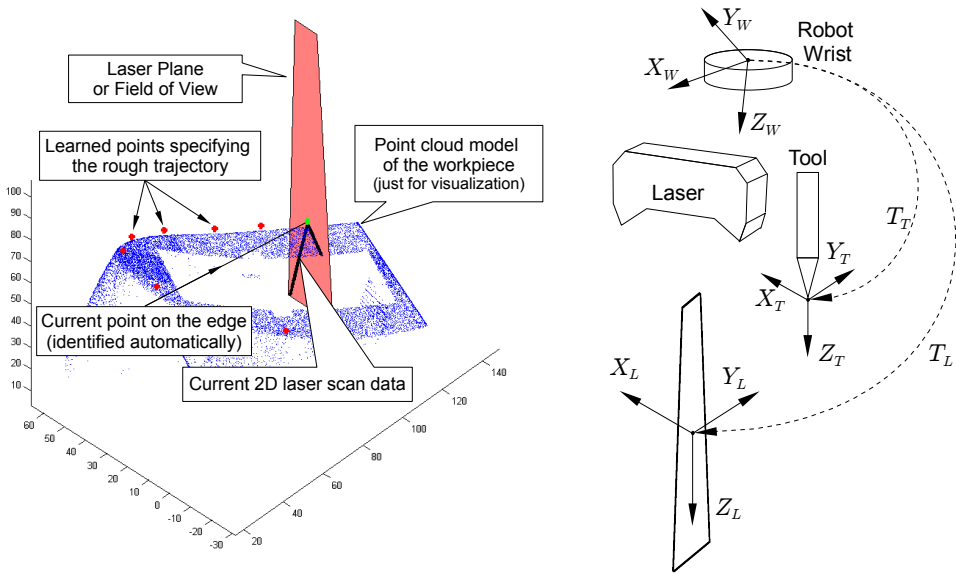 Laser Plane
or Field of View
Learned points specifying
the rough trajectory
Point cloud model
of the workpiece
(just for visualization)
Current point on the edge
(identified automatically)
Current 2D laser scan data
100
90
80
70
60
50
40
30
20
10
60
50
40
30
20
10
0
-10
-20
-30
20
40
60
80
100
120
140
Y_W
Robot
Wrist
X_W
Z_W
Laser
Tool
T_T
Y_T
X_T
Z_T
T_L
X_L
Y_L
Z_L